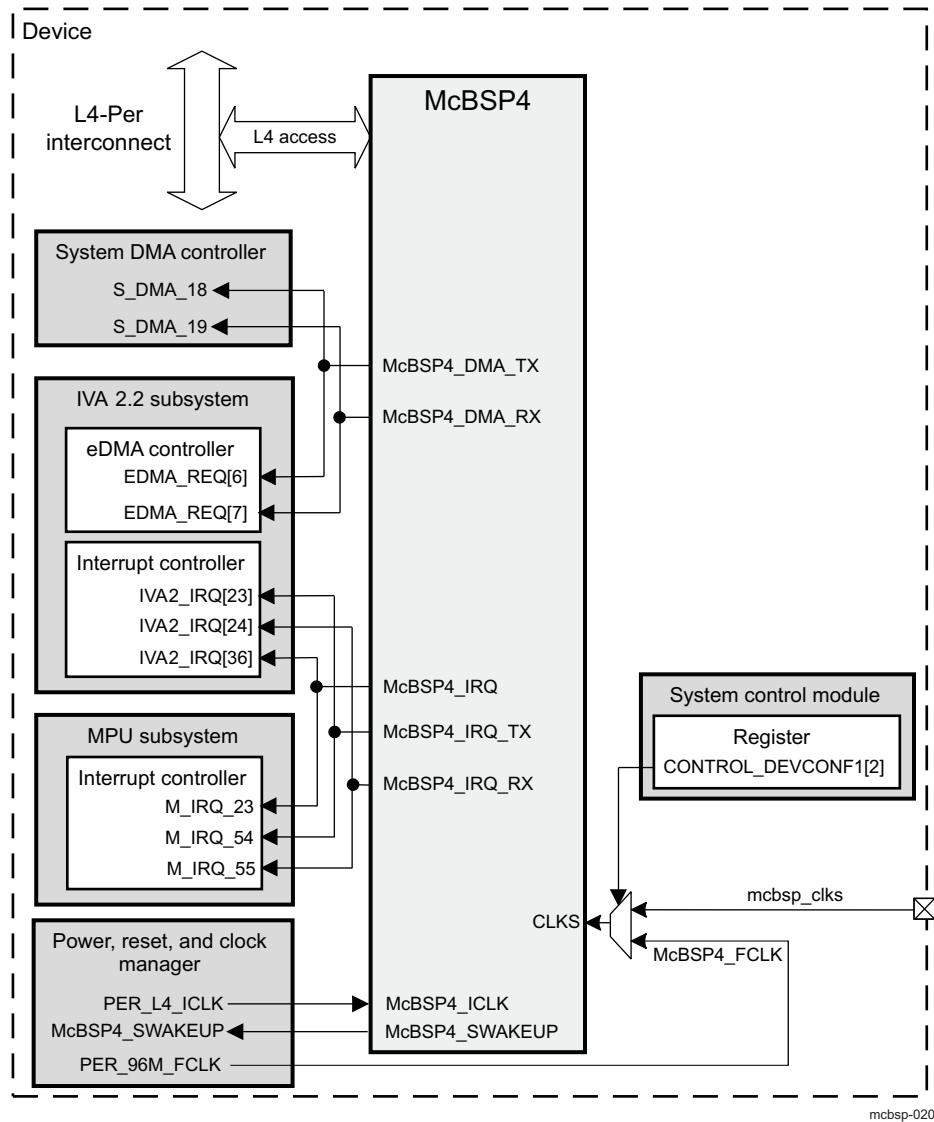 Device
L4-Per
interconnect
L4 access
McBSP4
System DMA controller
S_DMA_18
S_DMA_19
McBSP4_DMA_TX
McBSP4_DMA_RX
IVA 2.2 subsystem
eDMA controller
EDMA_REQ[6]
EDMA_REQ[7]
Interrupt controller
IVA2_IRQ[23]
IVA2_IRQ[24]
IVA2_IRQ[36]
McBSP4_IRQ
McBSP4_IRQ_TX
McBSP4_IRQ_RX
MPU subsystem
Interrupt controller
M_IRQ_23
M_IRQ_54
M_IRQ_55
System control module
Register
CONTROL_DEVCONF1[2]
mcbsp_clks
CLKS
McBSP4_FCLK
Power, reset, and clock
manager
PER_L4_ICLK
McBSP4_SWAKEUP
PER_96M_FCLK
McBSP4_ICLK
McBSP4_SWAKEUP
mcbsp-020